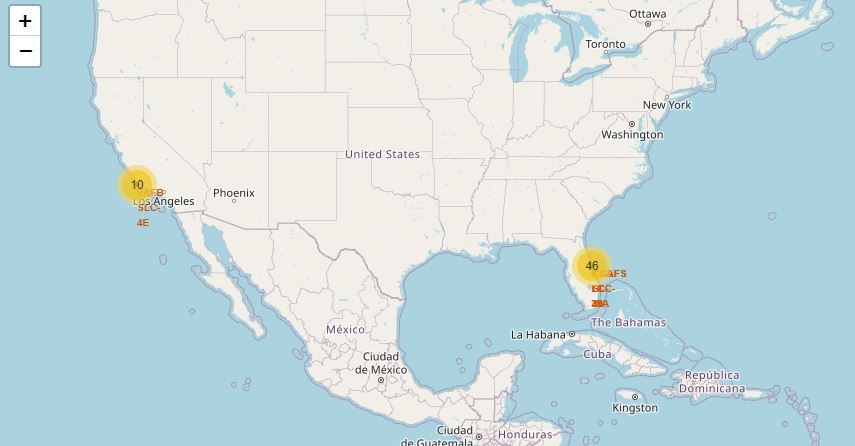 +
−
Ottawa
Toronto
New York
Washington
United States
10
Los Angeles
SLC-
4E
Phoenix
46
The Bahamas
La Habana
México
Cuba
Ciudad
de México
República
Dominicana
Kingston
Ciudad
de Guatemala
Honduras